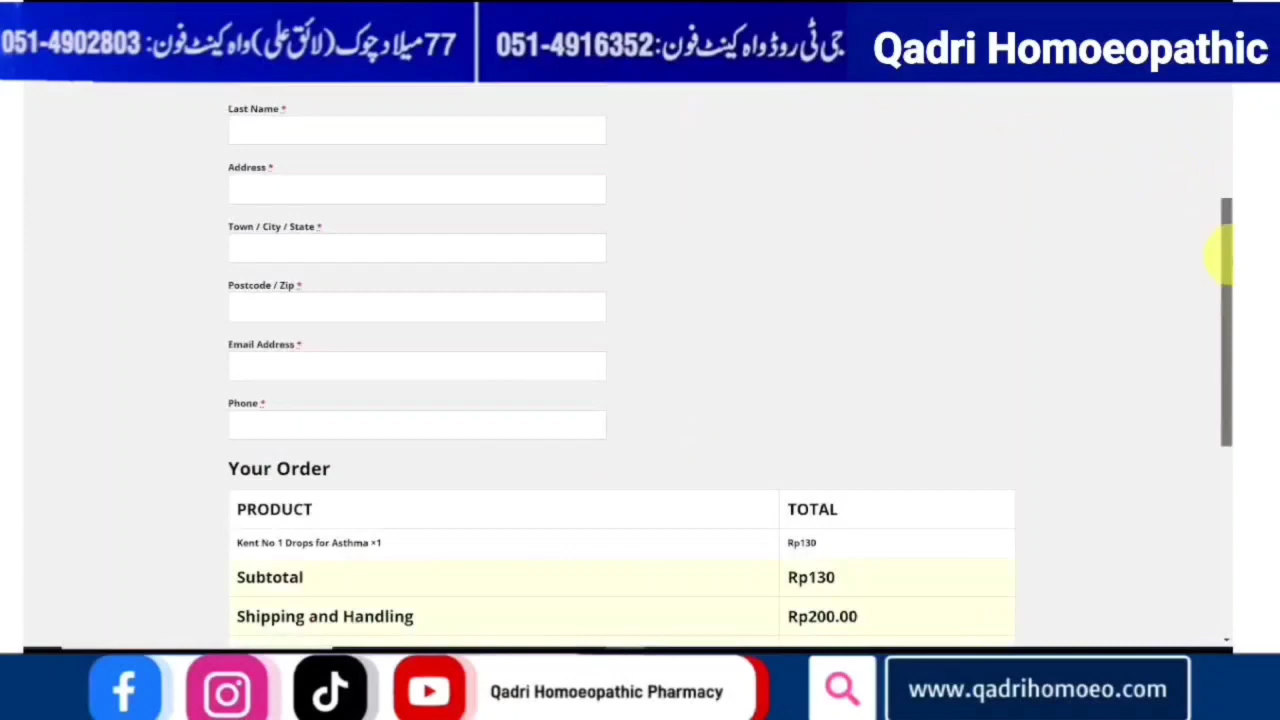 77 میلاد چوک (لائق علی) واہ کینٹ فون: 051-4902803
جی ٹی روڈ واہ کینٹ فون: 051-4916352
Qadri Homoeopathic
Last Name *
Address *
Town / City / State *
Postcode / Zip *
Email Address *
Phone *
Your Order
PRODUCT TOTAL
Kent No 1 Drops for Asthma ×1 Rp130
Subtotal Rp130
Shipping and Handling Rp200.00
Qadri Homoeopathic Pharmacy
www.qadrihomoeo.com